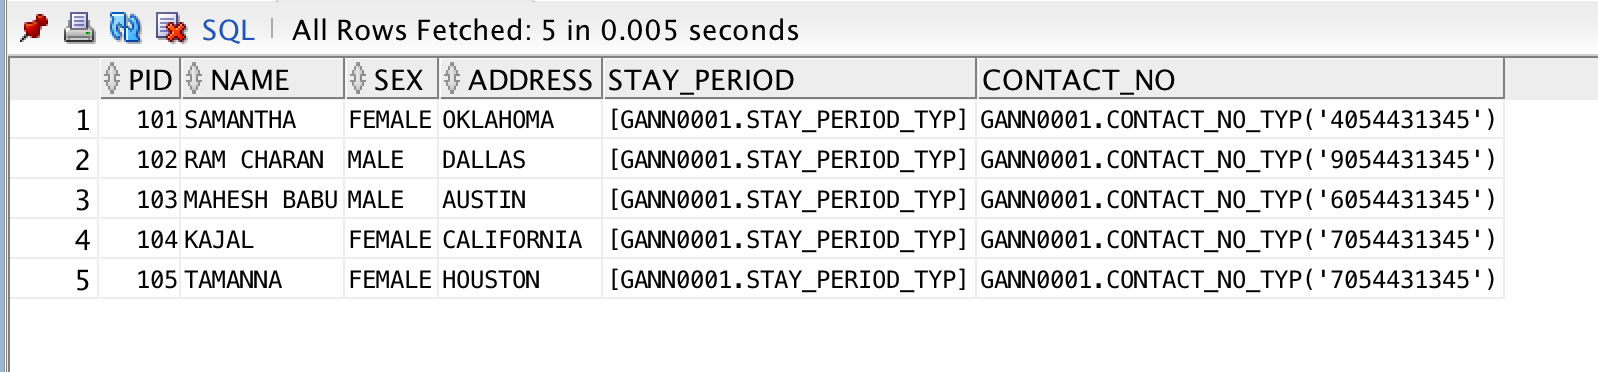 SQL | All Rows Fetched: 5 in 0.005 seconds
PID NAME SEX ADDRESS STAY_PERIOD CONTACT_NO
1 101 SAMANTHA FEMALE OKLAHOMA [GANN0001.STAY_PERIOD_TYP] GANN0001.CONTACT_NO_TYP('4054431345')
2 102 RAM CHARAN MALE DALLAS [GANN0001.STAY_PERIOD_TYP] GANN0001.CONTACT_NO_TYP('9054431345')
3 103 MAHESH BABU MALE AUSTIN [GANN0001.STAY_PERIOD_TYP] GANN0001.CONTACT_NO_TYP('6054431345')
4 104 KAJAL FEMALE CALIFORNIA [GANN0001.STAY_PERIOD_TYP] GANN0001.CONTACT_NO_TYP('7054431345')
5 105 TAMANNA FEMALE HOUSTON [GANN0001.STAY_PERIOD_TYP] GANN0001.CONTACT_NO_TYP('7054431345')